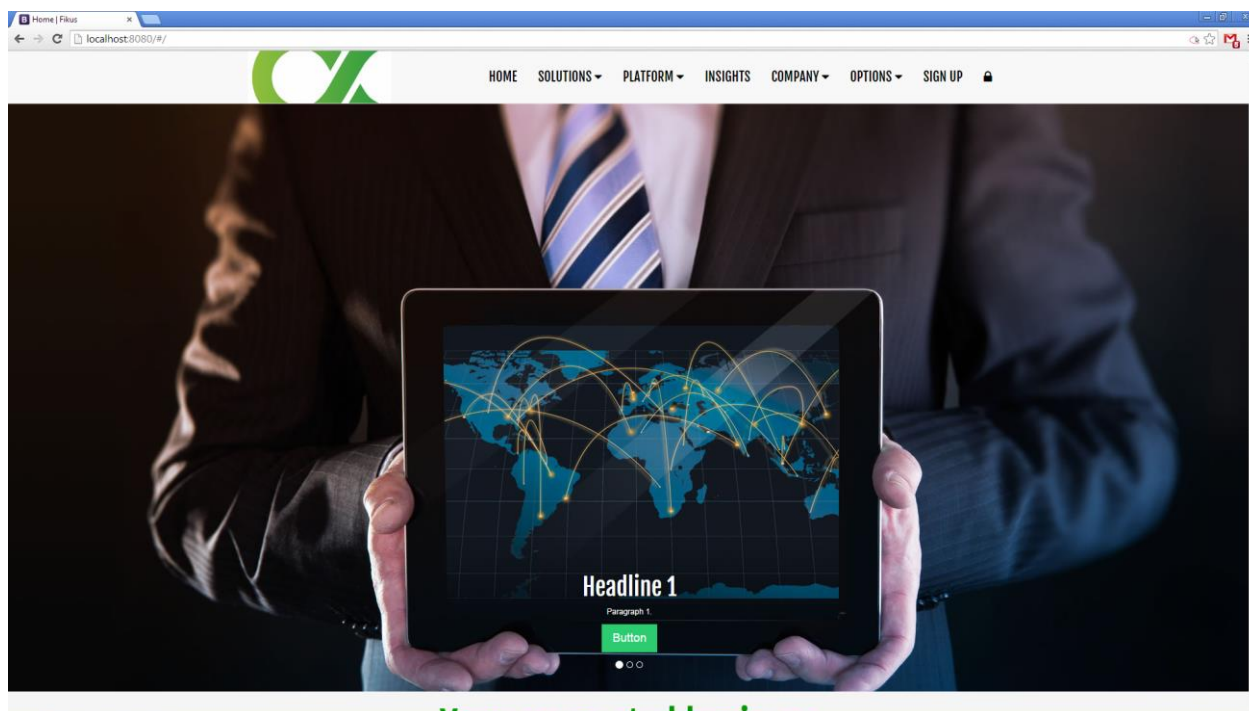 Home | Fikus
localhost:8080/#/
HOME SOLUTIONS PLATFORM INSIGHTS COMPANY OPTIONS SIGN UP
Headline 1
Paragraph 1.
Button